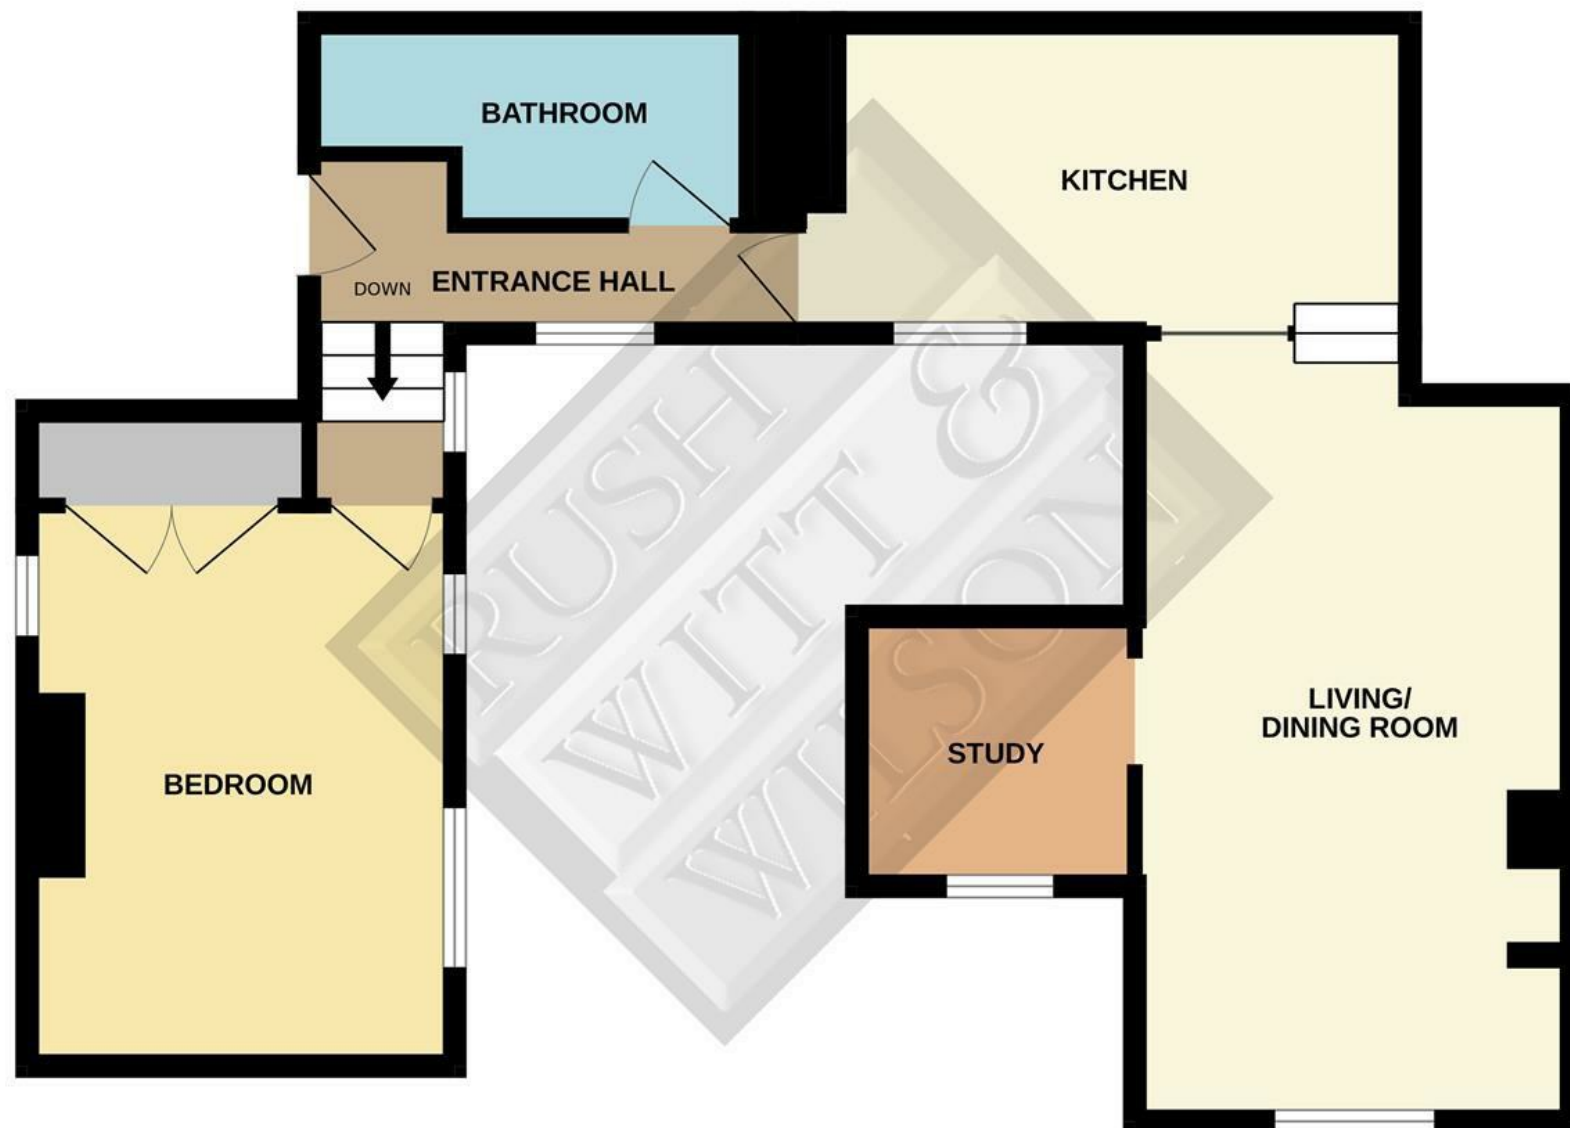 BATHROOM
KITCHEN
DOWN
ENTRANCE HALL
RUSH
WITT &
WILSON
LIVING/
DINING ROOM
STUDY
BEDROOM